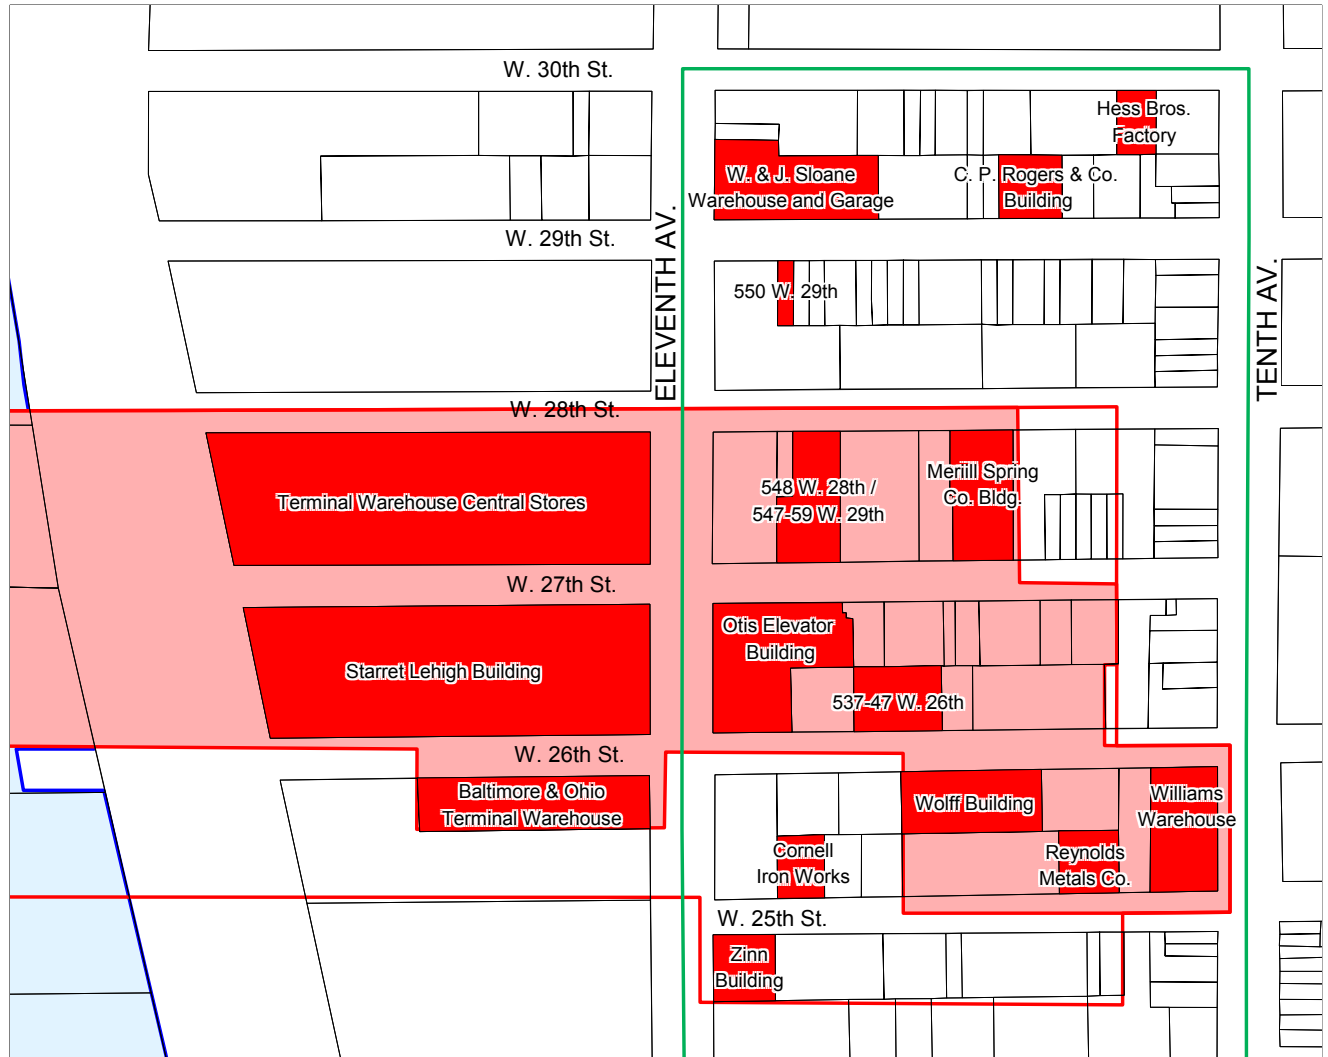 W. 30th St.
Hess Bros.
Factory
W. & J. Sloane
Warehouse and Garage
C. P. Rogers & Co.
Building
W. 29th St.
ELEVENTH AV.
TENTH AV.
550 W. 29th
W. 28th St.
Terminal Warehouse Central Stores
548 W. 28th /
547-59 W. 29th
Merill Spring
Co. Bldg.
W. 27th St.
Otis Elevator
Building
Starret Lehigh Building
537-47 W. 26th
W. 26th St.
Baltimore & Ohio
Terminal Warehouse
Wolff Building
Williams
Warehouse
Cornell
Iron Works
Reynolds
Metals Co.
W. 25th St.
Zinn
Building